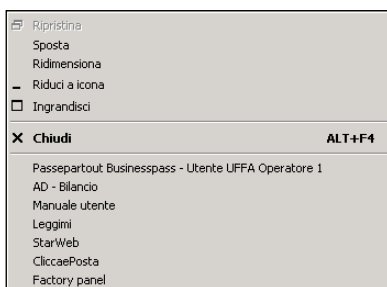 Ripristina
Sposta
Ridimensiona
Riduci a icona
Ingrandisci
Chiudi ALT+F4
Passepartout Businesspass - Utente UFFA Operatore 1
AD - Bilancio
Manuale utente
Leggimi
StarWeb
CliccaePosta
Factory panel